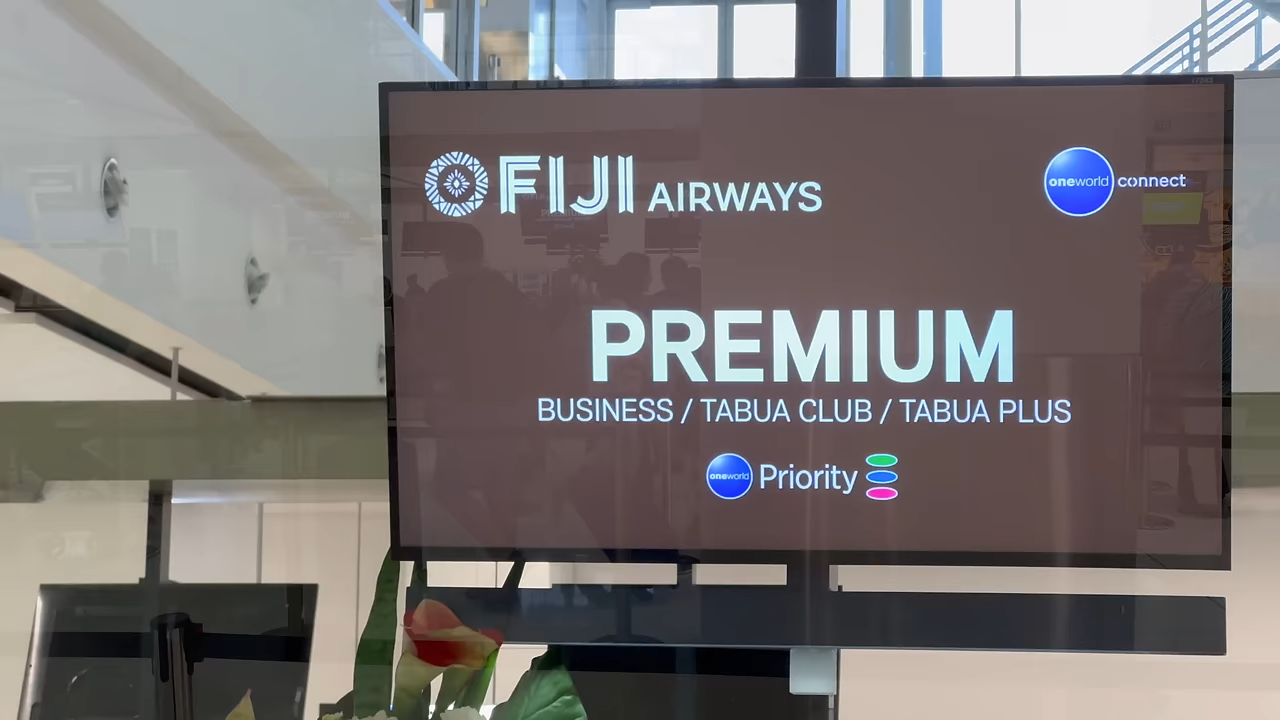 FIJI AIRWAYS
oneworld connect
PREMIUM
BUSINESS / TABUA CLUB / TABUA PLUS
oneworld Priority